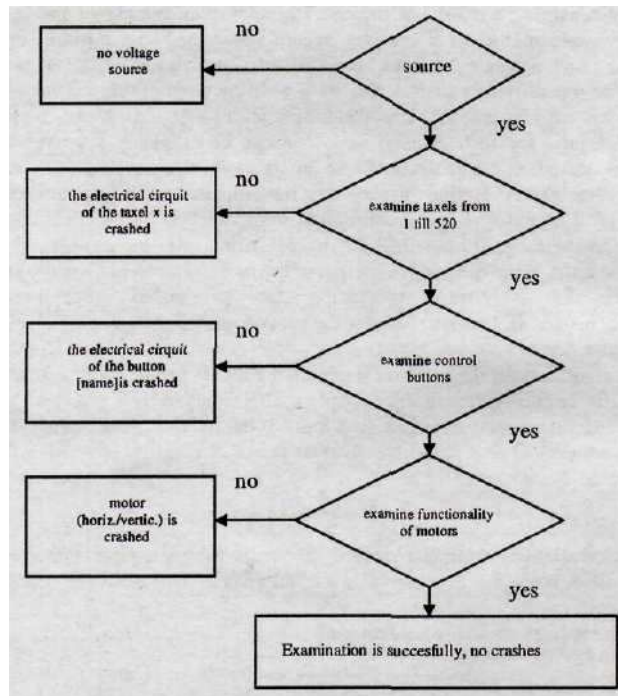 no
no voltage
source
source
yes
no
the electrical cirquit
of the taxel x is
crashed
examine taxels from
1 till 520
yes
no
the electrical cirquit
of the button
[name]is crashed
examine control
buttons
yes
no
motor
(horiz./vertic.) is
crashed
examine functionality
of motors
yes
Examination is succesfully, no crashes